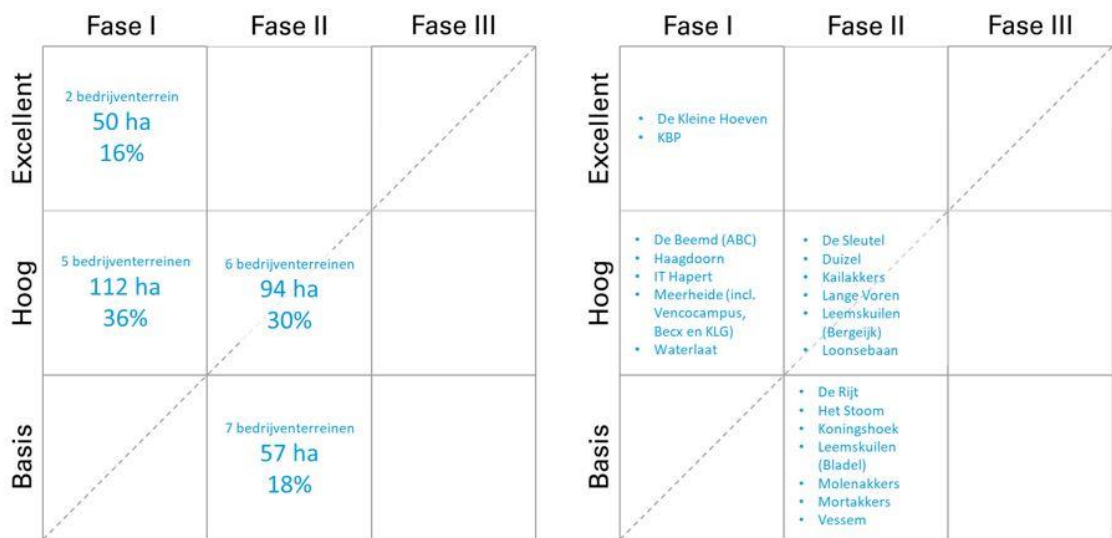 Fase I
Fase II
Fase III
Excellent
2 bedrijventerrein
50 ha
16%
Hoog
5 bedrijventerreinen
112 ha
36%
6 bedrijventerreinen
94 ha
30%
Basis
7 bedrijventerreinen
57 ha
18%
Fase I
Fase II
Fase III
Excellent
• De Kleine Hoeven
• KBP
Hoog
• De Beemd (ABC)
• Haagdoorn
• IT Hapert
• Meerheide (incl.
Vencocampus,
Becx en KLG)
• Waterlaat
• De Sleutel
• Duizel
• Kailakkers
• Lange Voren
• Leemskuilen
(Bergeijk)
• Loonsebaan
Basis
• De Rijt
• Het Stoom
• Koningshoek
• Leemskuilen
(Bladel)
• Molenakkers
• Mortakkers
• Vessem